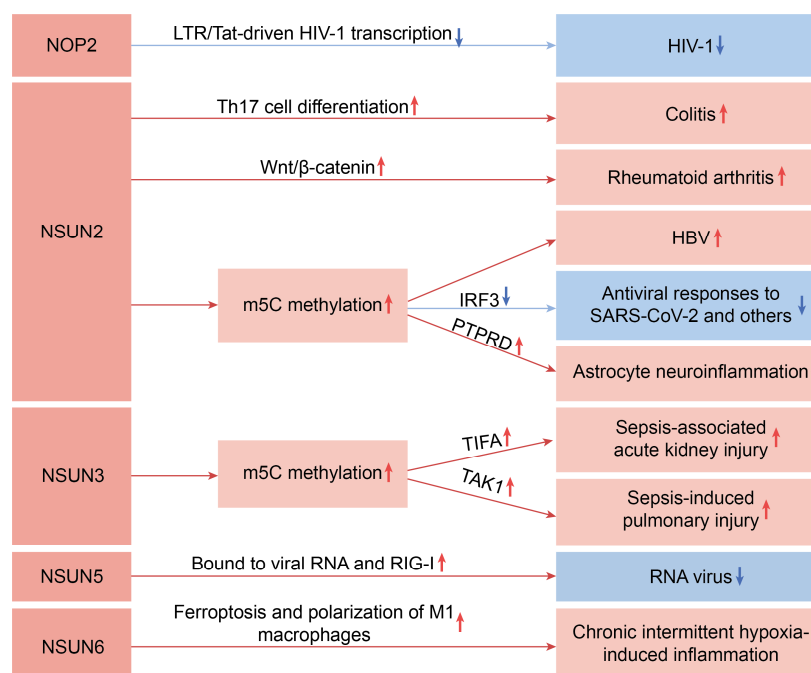 NOP2
LTR/Tat-driven HIV-1 transcription
HIV-1
NSUN2
Th17 cell differentiation
Colitis
Wnt/β-catenin
Rheumatoid arthritis
m5C methylation
HBV
IRF3
Antiviral responses to
SARS-CoV-2 and others
PTPRD
Astrocyte neuroinflammation
NSUN3
m5C methylation
TIFA
Sepsis-associated
acute kidney injury
TAK1
Sepsis-induced
pulmonary injury
NSUN5
Bound to viral RNA and RIG-I
RNA virus
NSUN6
Ferroptosis and polarization of M1
macrophages
Chronic intermittent hypoxia-
induced inflammation